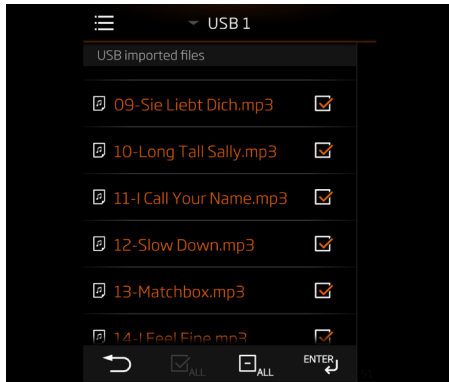 USB 1
USB imported files
09-Sie Liebt Dich.mp3
10-Long Tall Sally.mp3
11-I Call Your Name.mp3
12-Slow Down.mp3
13-Matchbox.mp3
14-I Feel Fine.mp3
ALL
ALL
ENTER